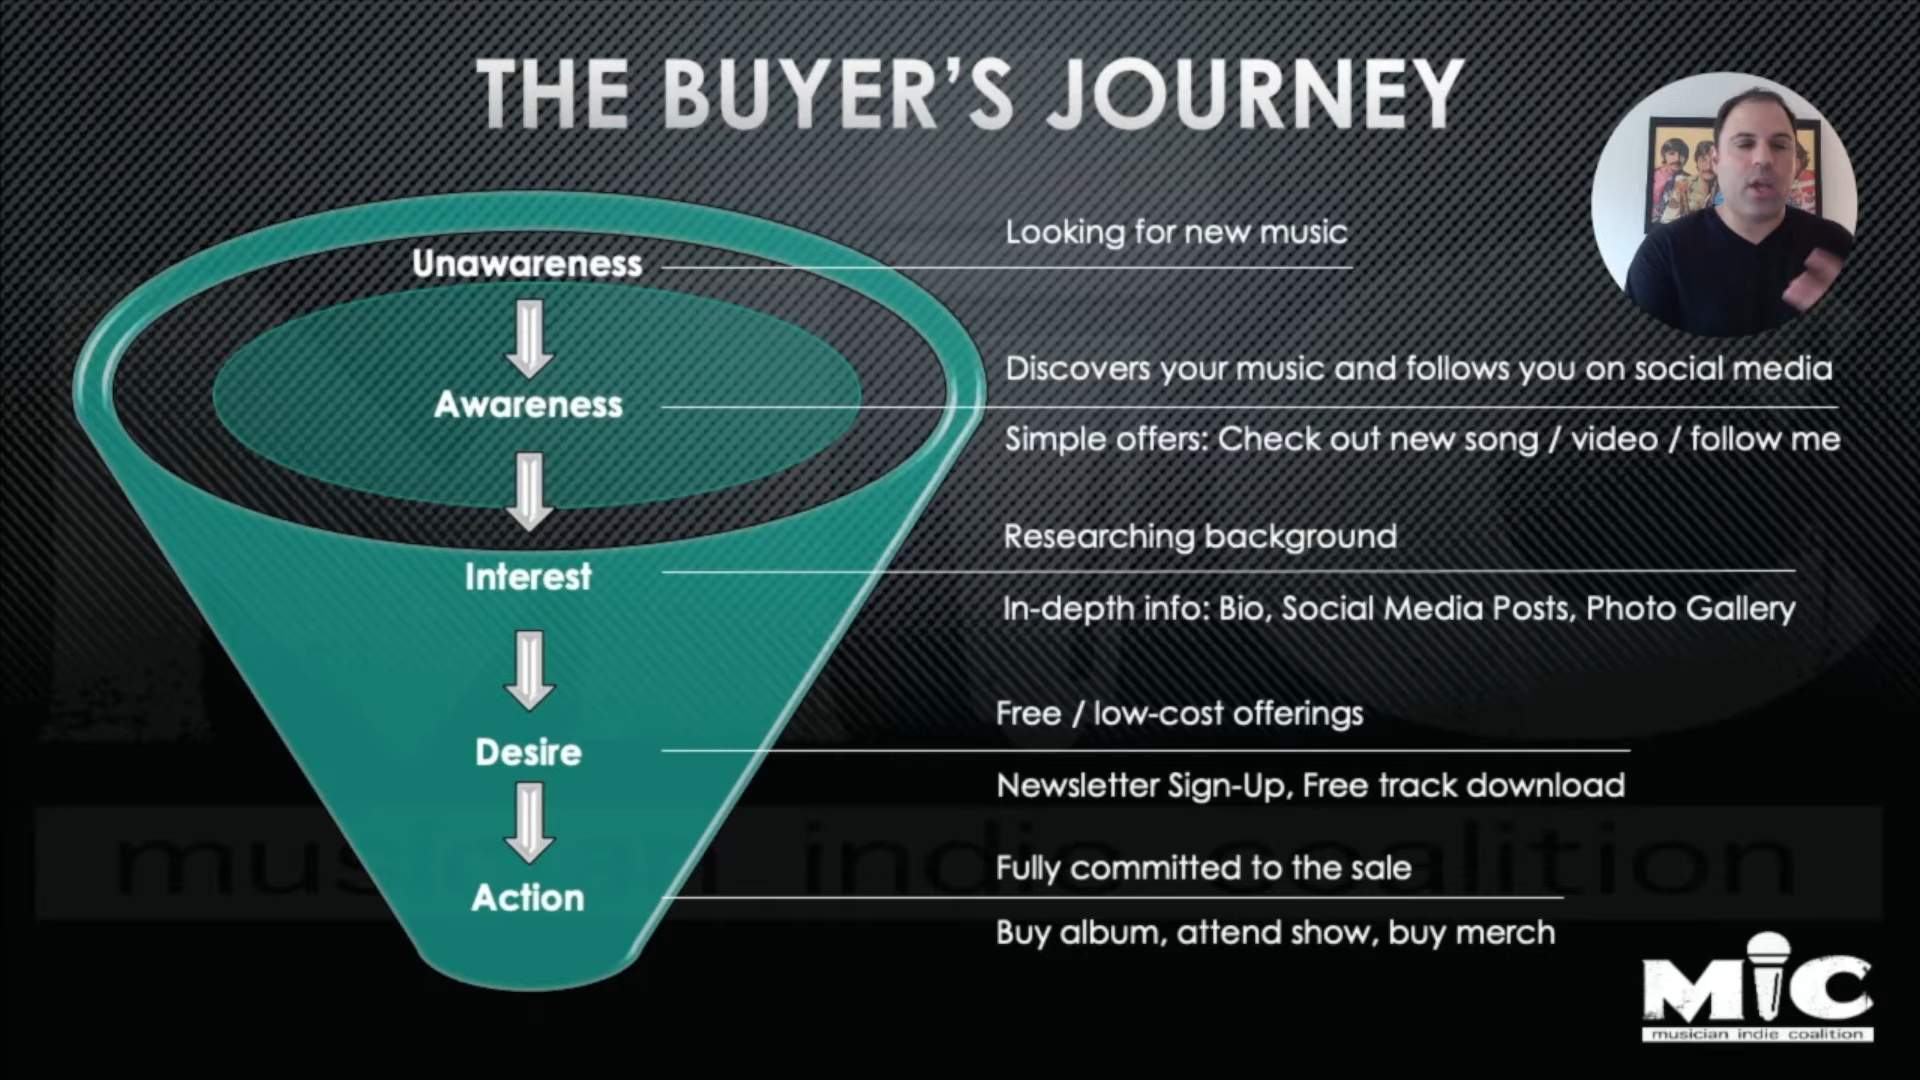 THE BUYER'S JOURNEY
Unawareness
Looking for new music
Awareness
Discovers your music and follows you on social media
Simple offers: Check out new song / video / follow me
Interest
Researching background
In-depth info: Bio, Social Media Posts, Photo Gallery
Desire
Free / low-cost offerings
Newsletter Sign-Up, Free track download
Action
Fully committed to the sale
Buy album, attend show, buy merch
musician indie coalition
MIC
musician indie coalition